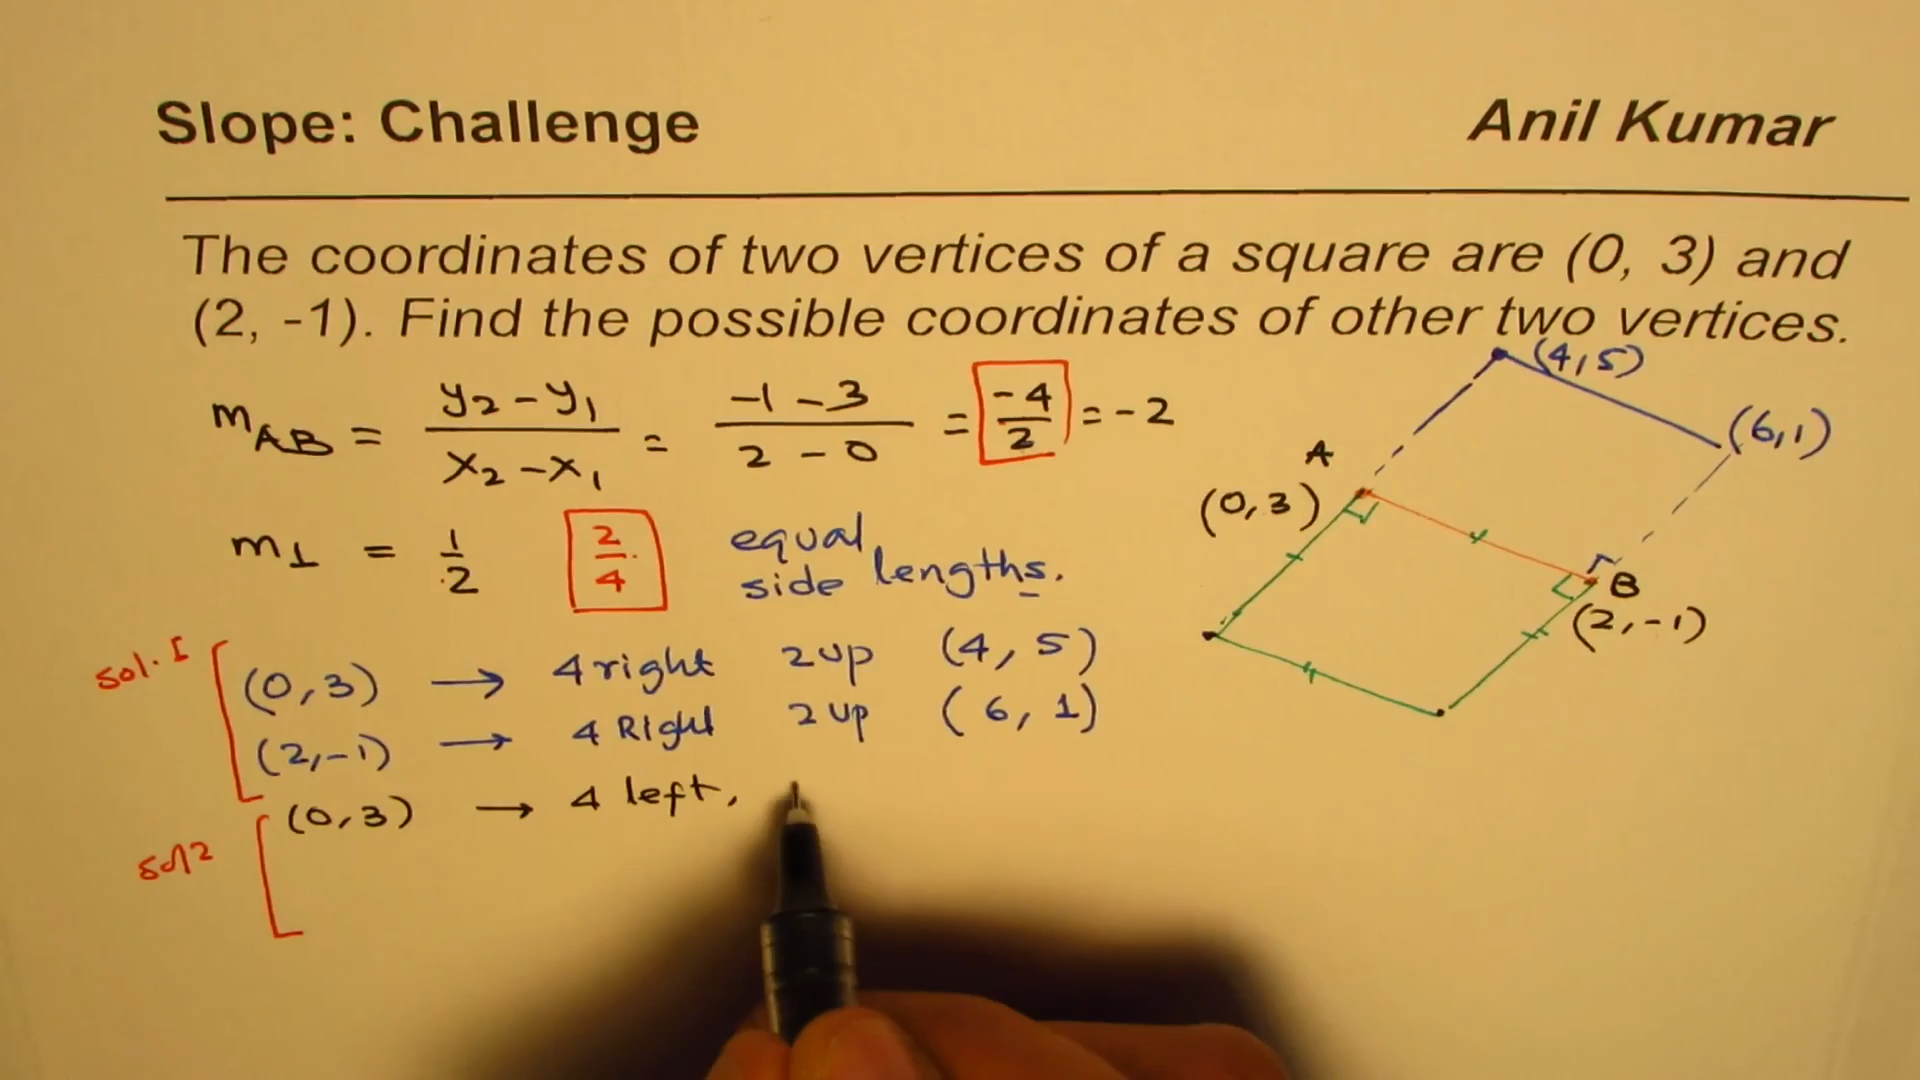 Slope: Challenge Anil Kumar
The coordinates of two vertices of a square are (0, 3) and
(2, -1). Find the possible coordinates of other two vertices.
m_AB = (y₂ - y₁)/(x₂ - x₁) = (-1 - 3)/(2 - 0) = -4/2 = -2
m⊥ = 1/2 2/4 equal side lengths.
sol. I
(0, 3) → 4 right 2 up (4, 5)
(2, -1) → 4 Right 2 up (6, 1)
sol 2
(0, 3) → 4 left,
(4, 5)
(6, 1)
A
(0, 3)
B
(2, -1)